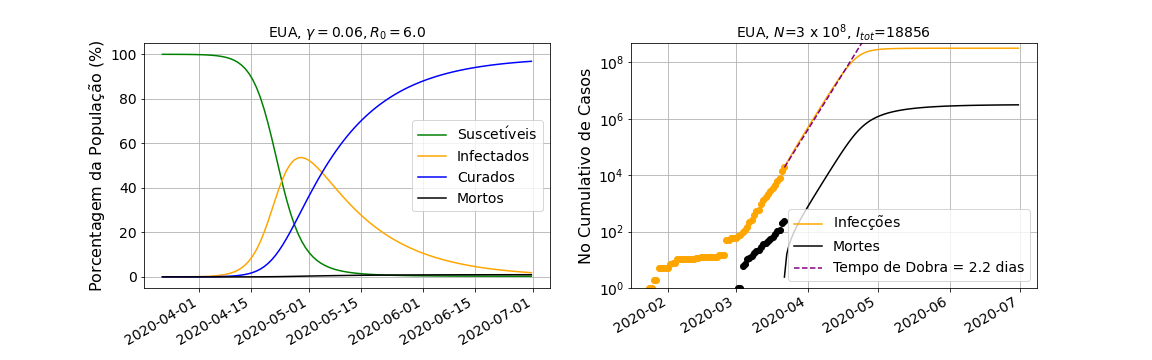 EUA, γ = 0.06, R₀ = 6.0
Porcentagem da População (%)
100
80
60
40
20
0
Suscetíveis
Infectados
Curados
Mortos
2020-04-01
2020-04-15
2020-05-01
2020-05-15
2020-06-01
2020-06-15
2020-07-01
EUA, N=3 x 10⁸, Iₜₒₜ=18856
No Cumulativo de Casos
10⁸
10⁶
10⁴
10²
10⁰
Infecções
Mortes
Tempo de Dobra = 2.2 dias
2020-02
2020-03
2020-04
2020-05
2020-06
2020-07